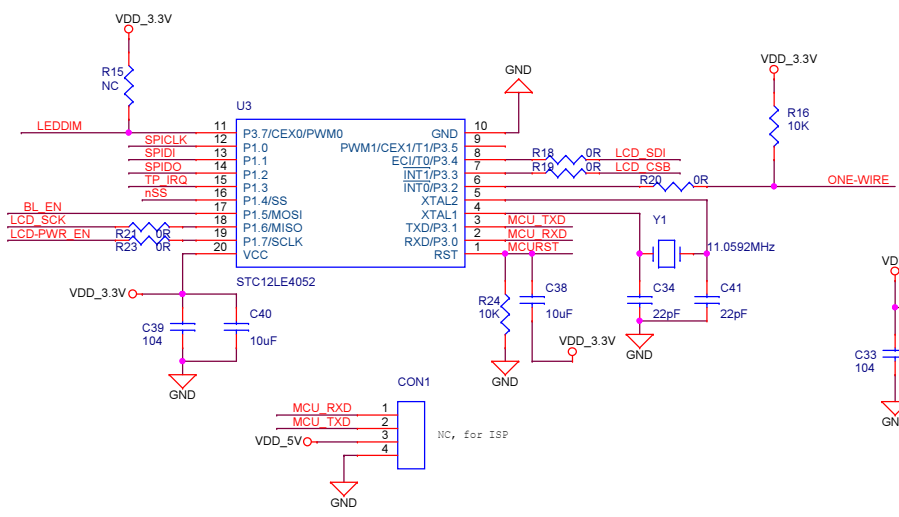 VDD_3.3V
R15
NC
LEDDIM
SPICLK
SPIDI
SPIDO
TP_IRQ
nSS
BL_EN
LCD_SCK
LCD-PWR_EN
R21 0R
R23 0R
U3
11 P3.7/CEX0/PWM0
12 P1.0
13 P1.1
14 P1.2
15 P1.3
16 P1.4/SS
17 P1.5/MOSI
18 P1.6/MISO
19 P1.7/SCLK
20 VCC
GND 10
PWM1/CEX1/T1/P3.5 9
ECI/T0/P3.4 8
INT1/P3.3 7
INT0/P3.2 6
XTAL2 5
XTAL1 4
TXD/P3.1 3
RXD/P3.0 2
RST 1
STC12LE4052
GND
R18 0R LCD_SDI
R19 0R LCD_CSB
R20 0R
ONE-WIRE
VDD_3.3V
R16
10K
MCU_TXD
MCU_RXD
MCURST
Y1
11.0592MHz
C34
22pF
C41
22pF
GND
R24
10K
C38
10uF
VDD_3.3V
GND
VDD_3.3V
C39
104
C40
10uF
GND
VD
C33
104
GN
CON1
MCU_RXD 1
MCU_TXD 2
VDD_5V 3
4
NC, for ISP
GND